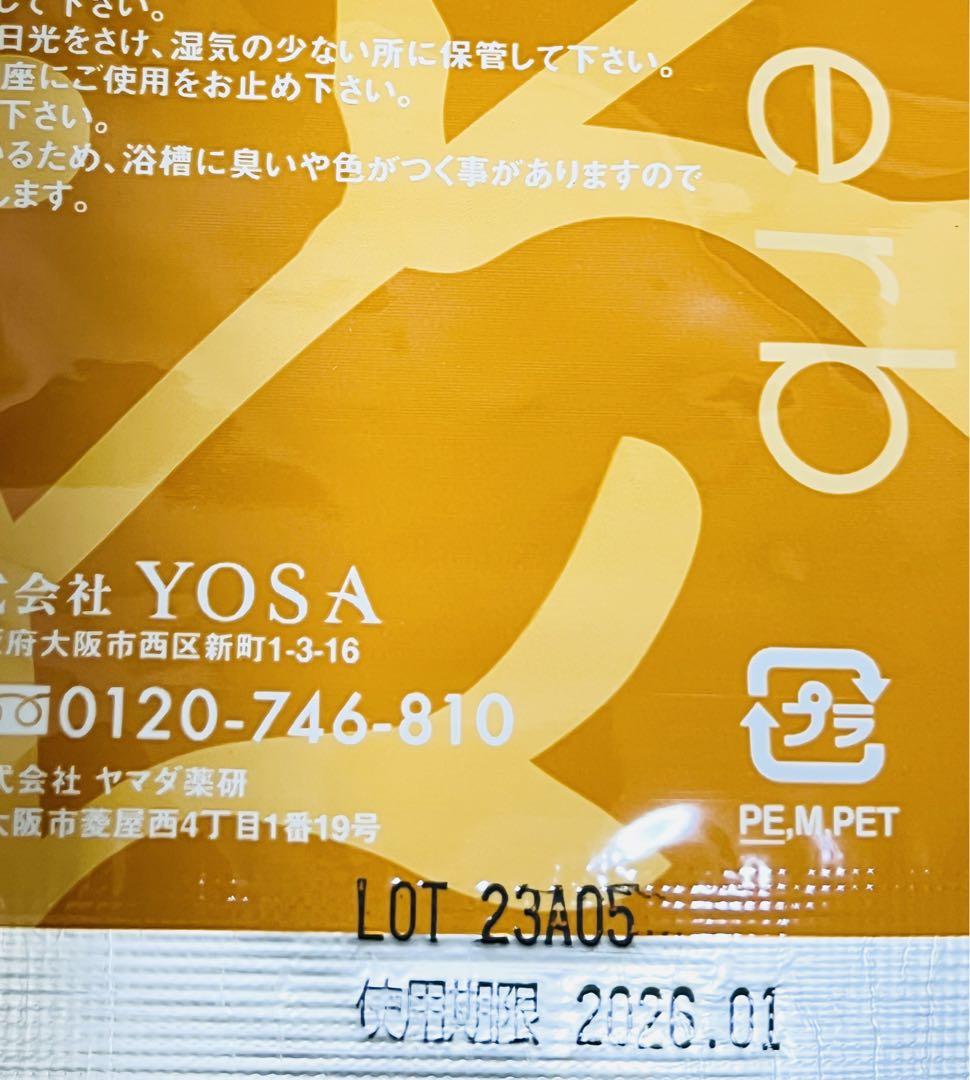 して下さい。
日光をさけ、湿気の少ない所に保管して下さい。
座にご使用をお止め下さい。
下さい。
るため、浴槽に臭いや色がつく事がありますので
します。
pre
会社 YOSA
府大阪市西区新町1-3-16
0120-746-810
式会社 ヤマダ薬研
大阪市菱屋西4丁目1番19号
プラ
PE,M,PET
LOT 23A05
使用期限 2026.01